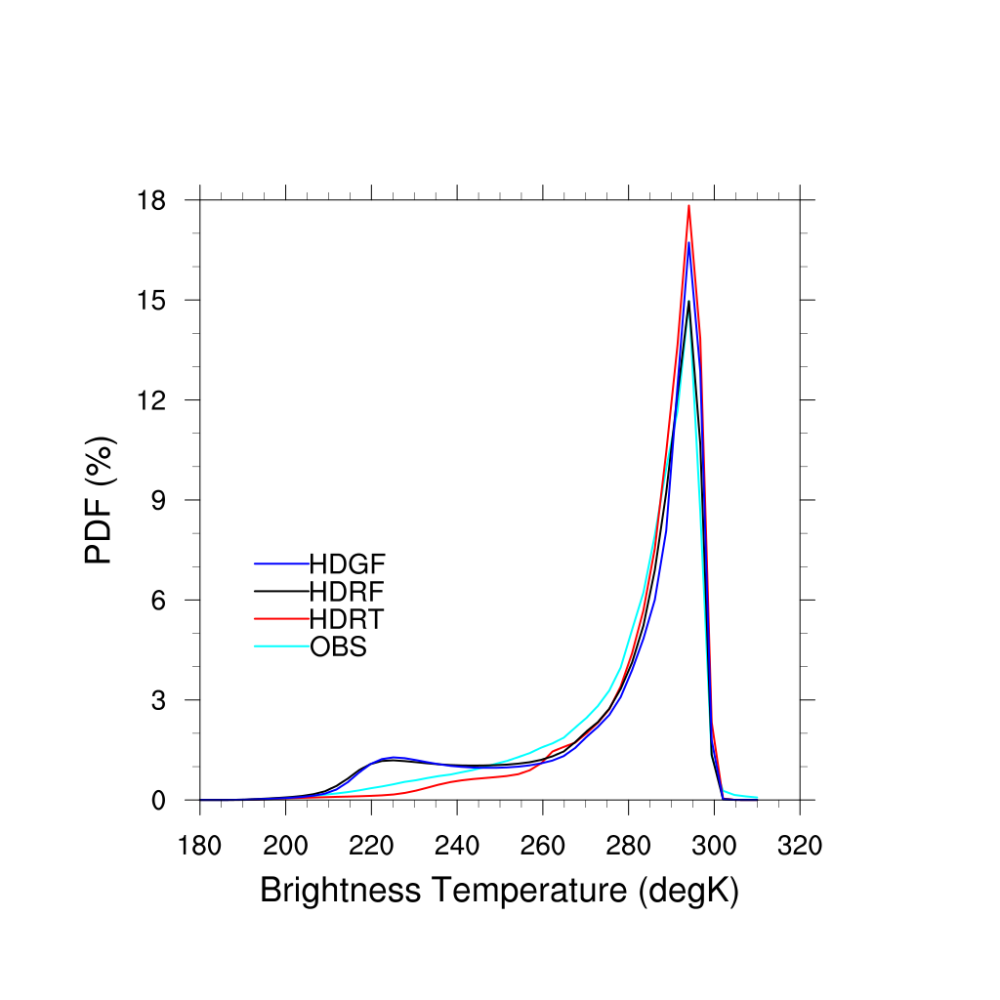 18
15
12
9
6
3
0
PDF (%)
HDGF
HDRF
HDRT
OBS
180 200 220 240 260 280 300 320
Brightness Temperature (degK)